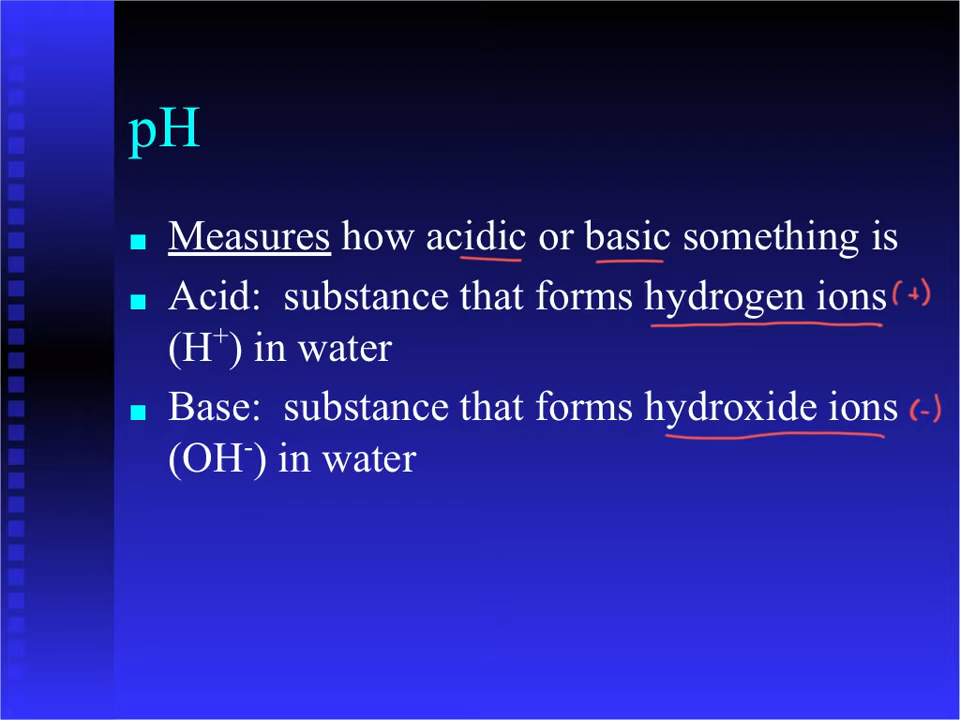 pH
■ Measures how acidic or basic something is
■ Acid:  substance that forms hydrogen ions (+)
(H⁺) in water
■ Base:  substance that forms hydroxide ions (-)
(OH⁻) in water